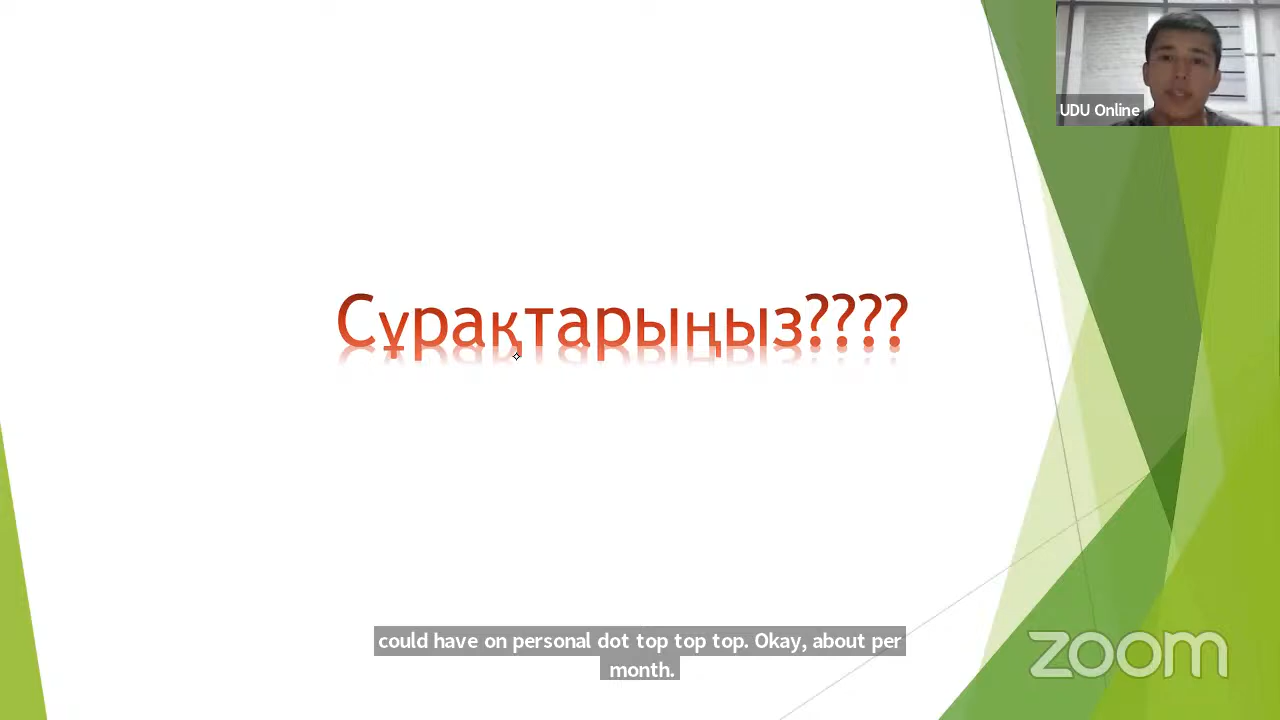 UDU Online
Сұрақтарыңыз????
could have on personal dot top top top. Okay, about per
month.
zoom